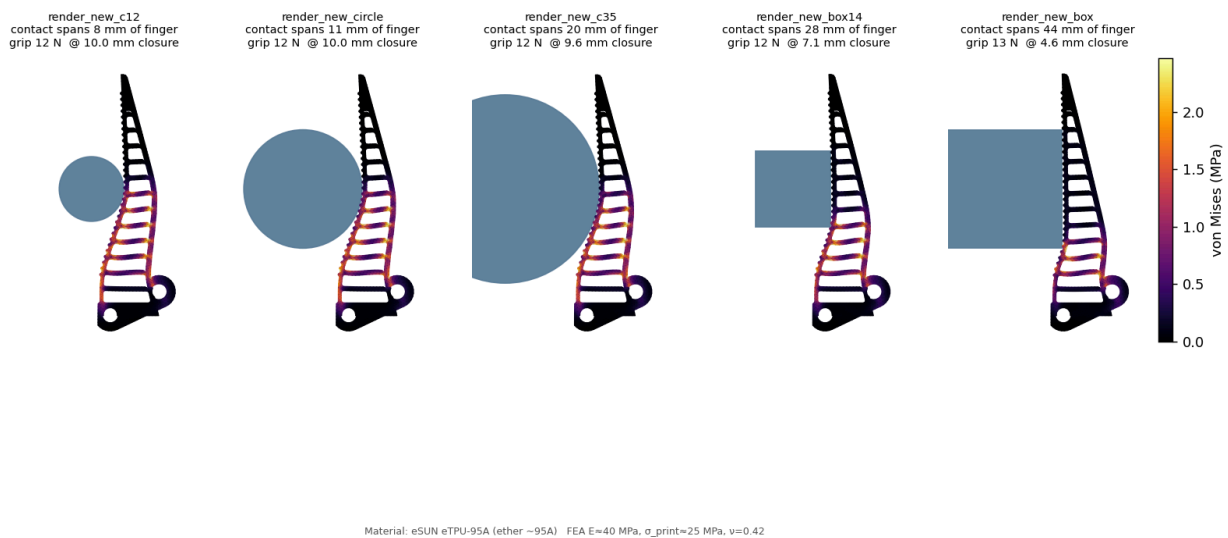 render_new_c12
contact spans 8 mm of finger
grip 12 N  @ 10.0 mm closure
render_new_circle
contact spans 11 mm of finger
grip 12 N  @ 10.0 mm closure
render_new_c35
contact spans 20 mm of finger
grip 12 N  @ 9.6 mm closure
render_new_box14
contact spans 28 mm of finger
grip 12 N  @ 7.1 mm closure
render_new_box
contact spans 44 mm of finger
grip 13 N  @ 4.6 mm closure
2.0
1.5
1.0
0.5
0.0
von Mises (MPa)
Material: eSUN eTPU-95A (ether ~95A)   FEA E≈40 MPa, σ_print≈25 MPa, ν=0.42